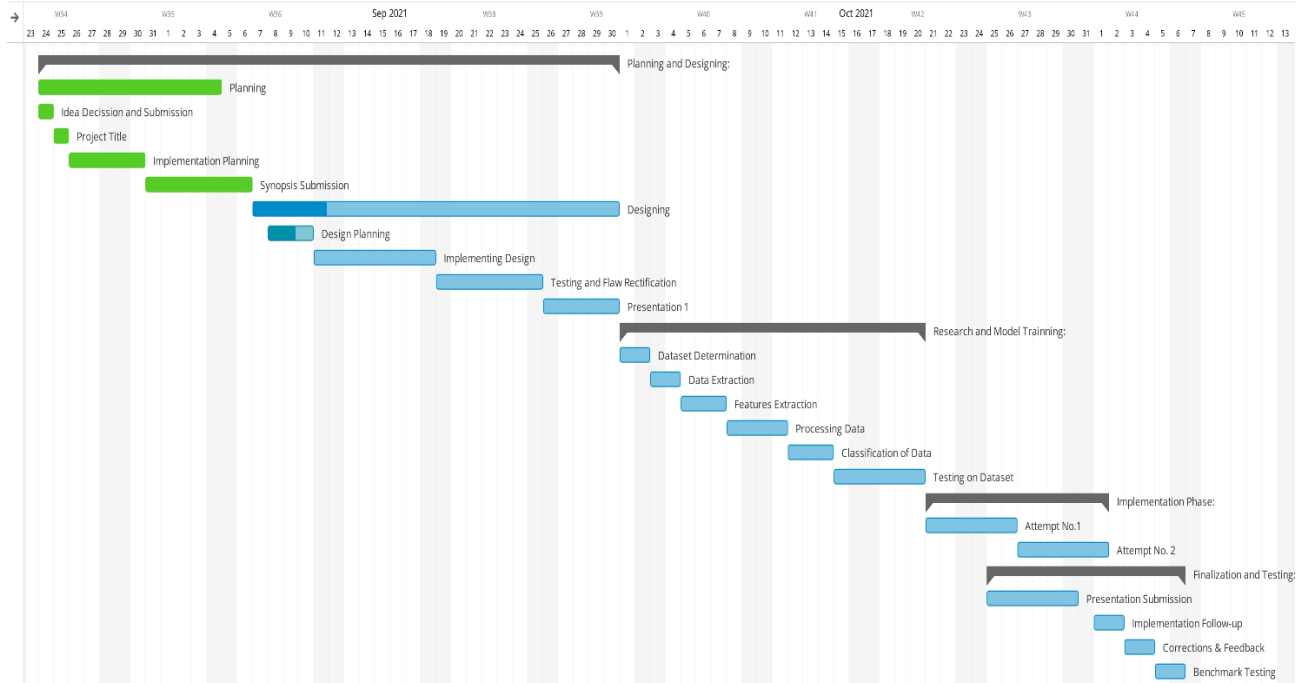 W34 W35 W36 Sep 2021 W38 W39 W40 W41 Oct 2021 W42 W43 W44 W45
23 24 25 26 27 28 29 30 31 1 2 3 4 5 6 7 8 9 10 11 12 13 14 15 16 17 18 19 20 21 22 23 24 25 26 27 28 29 30 1 2 3 4 5 6 7 8 9 10 11 12 13 14 15 16 17 18 19 20 21 22 23 24 25 26 27 28 29 30 31 1 2 3 4 5 6 7 8 9 10 11 12 13
Planning and Designing:
Planning
Idea Decission and Submission
Project Title
Implementation Planning
Synopsis Submission
Designing
Design Planning
Implementing Design
Testing and Flaw Rectification
Presentation 1
Research and Model Trainning:
Dataset Determination
Data Extraction
Features Extraction
Processing Data
Classification of Data
Testing on Dataset
Implementation Phase:
Attempt No.1
Attempt No. 2
Finalization and Testing:
Presentation Submission
Implementation Follow-up
Corrections & Feedback
Benchmark Testing